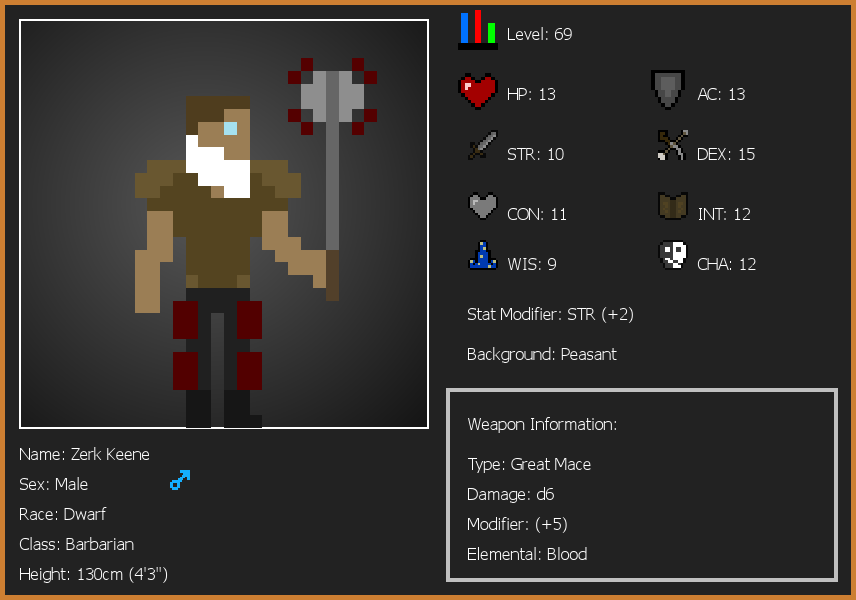 Level: 69
HP: 13
AC: 13
STR: 10
DEX: 15
CON: 11
INT: 12
WIS: 9
CHA: 12
Stat Modifier: STR (+2)
Background: Peasant
Weapon Information:
Type: Great Mace
Damage: d6
Modifier: (+5)
Elemental: Blood
Name: Zerk Keene
Sex: Male
Race: Dwarf
Class: Barbarian
Height: 130cm (4'3")